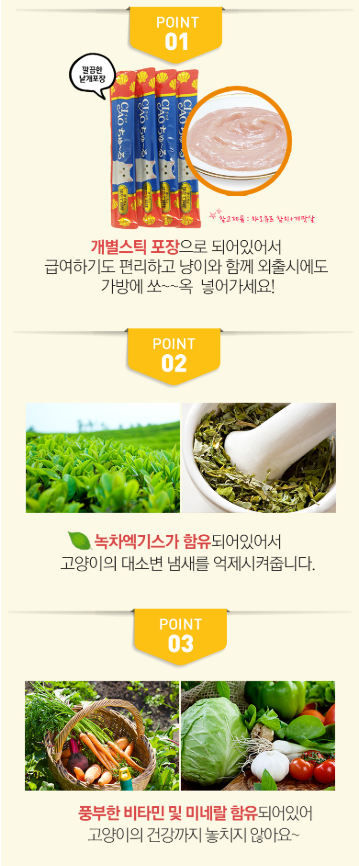 POINT
01
깔끔한
낱개포장
CIAO
ちゅ~る
개별스틱 포장으로 되어있어서
급여하기도 편리하고 냥이와 함께 외출시에도
가방에 쏘~~옥 넣어가세요!
POINT
02
녹차엑기스가 함유되어있어서
고양이의 대소변 냄새를 억제시켜줍니다.
POINT
03
풍부한 비타민 및 미네랄 함유되어있어
고양이의 건강까지 놓치지 않아요~